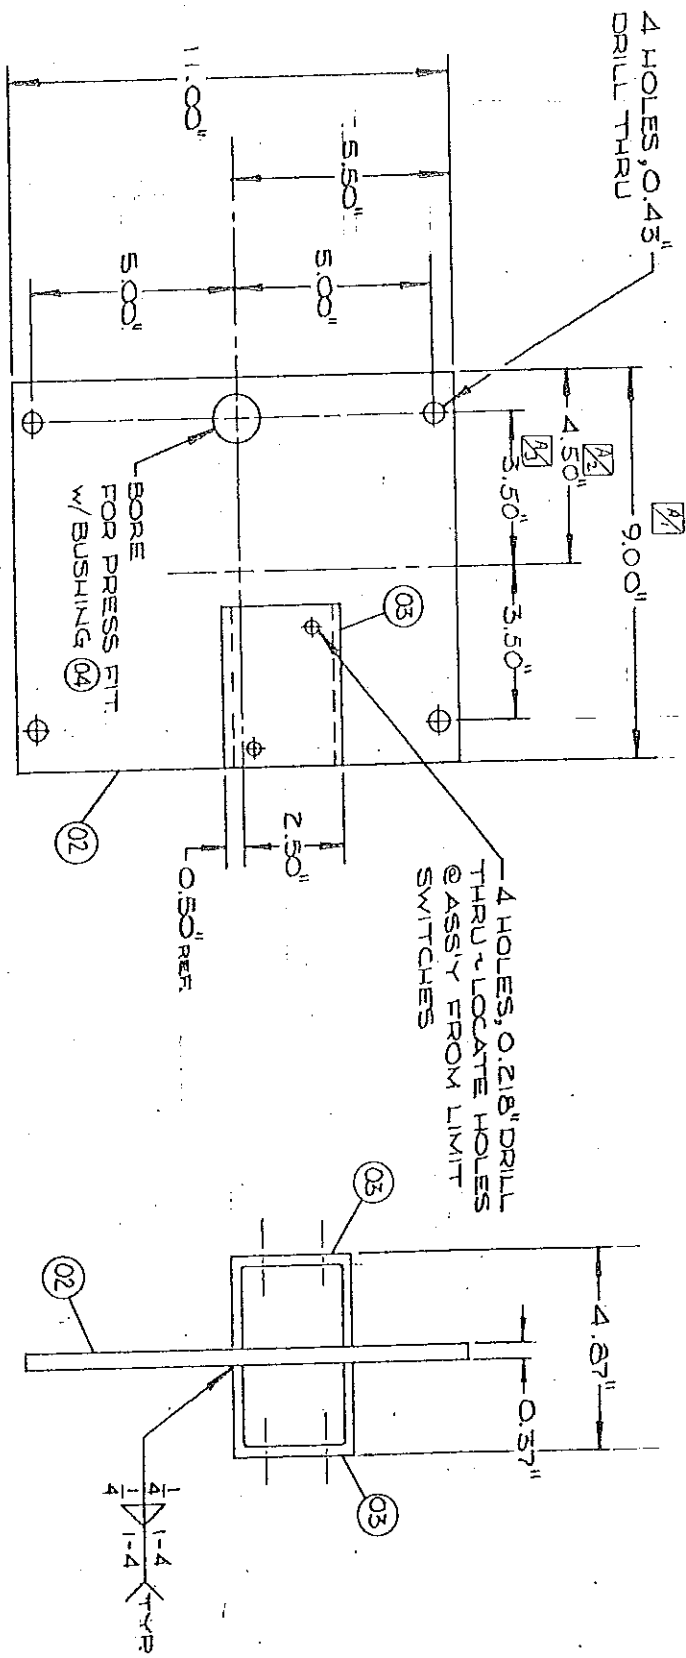 4 HOLES, 0.43"
DRILL THRU
11.00"
5.50"
5.00"
5.00"
A/1
9.00"
A/2
4.50"
A/3
3.50"
3.50"
BORE
FOR PRESS FIT
W/BUSHING 04
03
02
2.50"
0.50" REF.
4 HOLES, 0.218" DRILL
THRU ~ LOCATE HOLES
@ ASS'Y FROM LIMIT
SWITCHES
03
02
4.87"
0.37"
03
1/4 1-4
1/4 1-4
TYP.